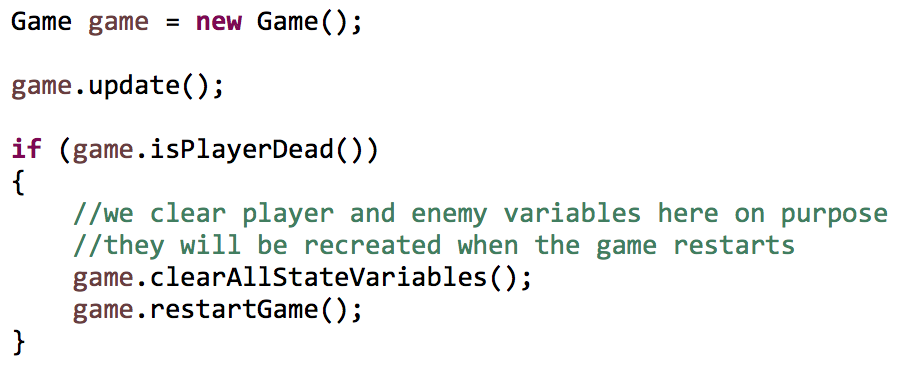 Game game = new Game();

game.update();

if (game.isPlayerDead())
{
    //we clear player and enemy variables here on purpose
    //they will be recreated when the game restarts
    game.clearAllStateVariables();
    game.restartGame();
}